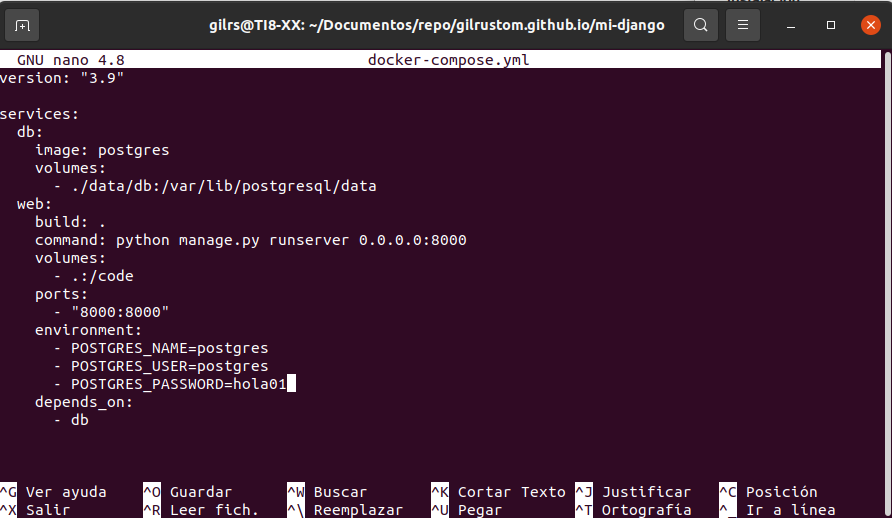 gilrs@TI8-XX: ~/Documentos/repo/gilrustom.github.io/mi-django
GNU nano 4.8 docker-compose.yml
version: "3.9"
services:
  db:
    image: postgres
    volumes:
      - ./data/db:/var/lib/postgresql/data
  web:
    build: .
    command: python manage.py runserver 0.0.0.0:8000
    volumes:
      - .:/code
    ports:
      - "8000:8000"
    environment:
      - POSTGRES_NAME=postgres
      - POSTGRES_USER=postgres
      - POSTGRES_PASSWORD=hola01
    depends_on:
      - db
^G Ver ayuda ^O Guardar ^W Buscar ^K Cortar Texto ^J Justificar ^C Posición
^X Salir ^R Leer fich. ^\ Reemplazar ^U Pegar ^T Ortografía ^_ Ir a línea